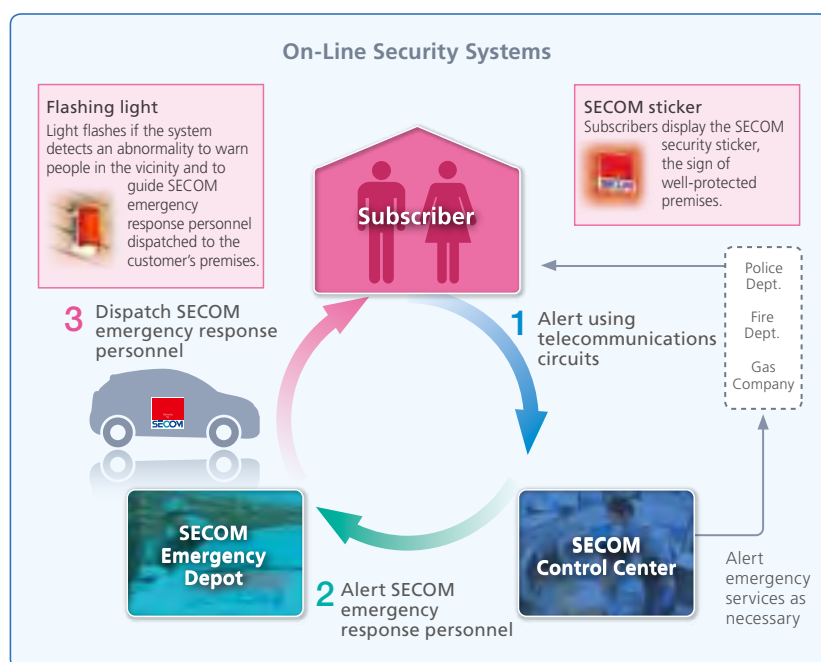 On-Line Security Systems
Flashing light
Light flashes if the system
detects an abnormality to warn
people in the vicinity and to
guide SECOM
emergency
response personnel
dispatched to the
customer's premises.
SECOM sticker
Subscribers display the SECOM
security sticker,
the sign of
well-protected
premises.
SECOM
Subscriber
Police
Dept.
Fire
Dept.
Gas
Company
3 Dispatch SECOM
emergency response
personnel
1 Alert using
telecommunications
circuits
SECOM
SECOM
Emergency
Depot
SECOM
Control Center
2 Alert SECOM
emergency
response personnel
Alert
emergency
services as
necessary